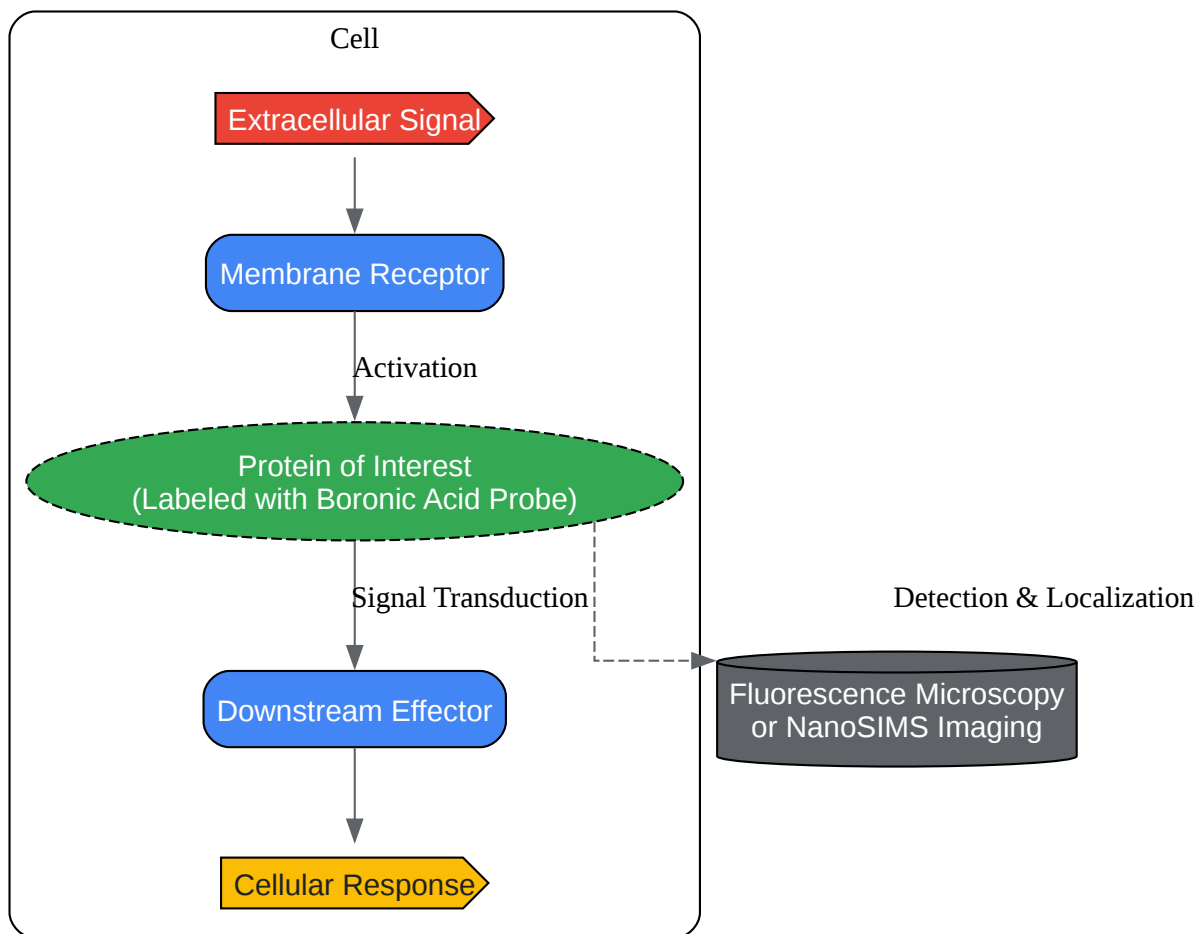 Cell
Extracellular Signal
Membrane Receptor
Activation
Protein of Interest
(Labeled with Boronic Acid Probe)
Signal Transduction
Detection & Localization
Downstream Effector
Fluorescence Microscopy
or NanoSIMS Imaging
Cellular Response